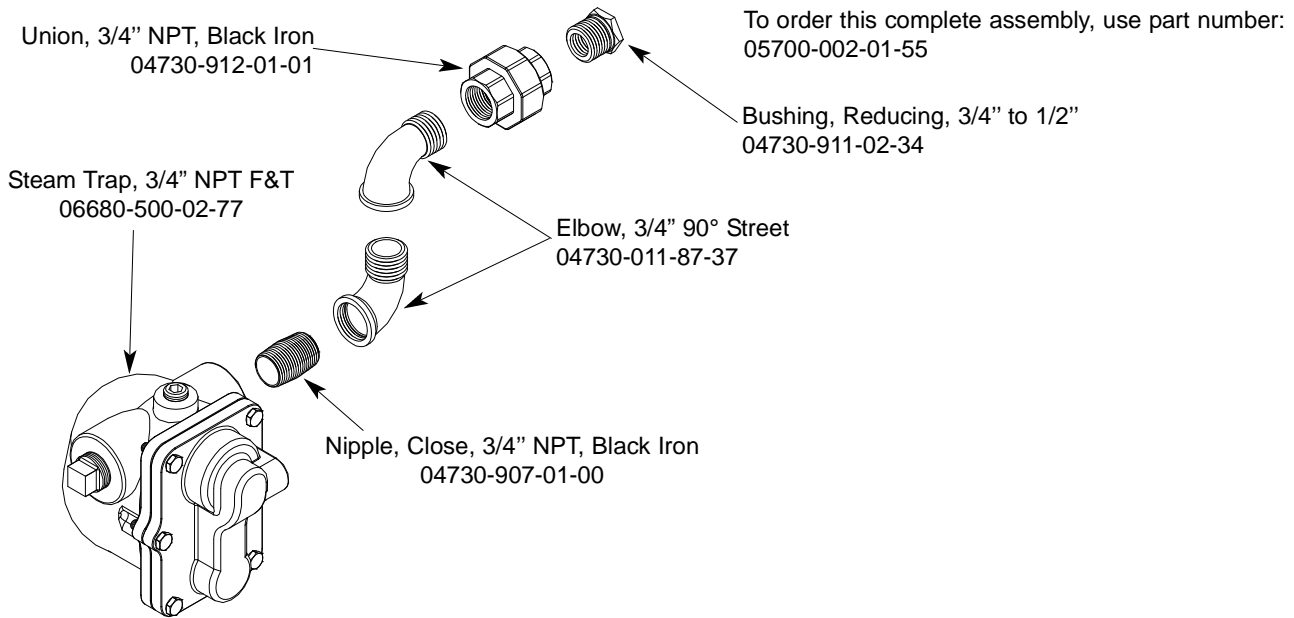 Union, 3/4’’ NPT, Black Iron
04730-912-01-01
To order this complete assembly, use part number:
05700-002-01-55
Bushing, Reducing, 3/4’’ to 1/2’’
04730-911-02-34
Steam Trap, 3/4” NPT F&T
06680-500-02-77
Elbow, 3/4” 90° Street
04730-011-87-37
Nipple, Close, 3/4’’ NPT, Black Iron
04730-907-01-00